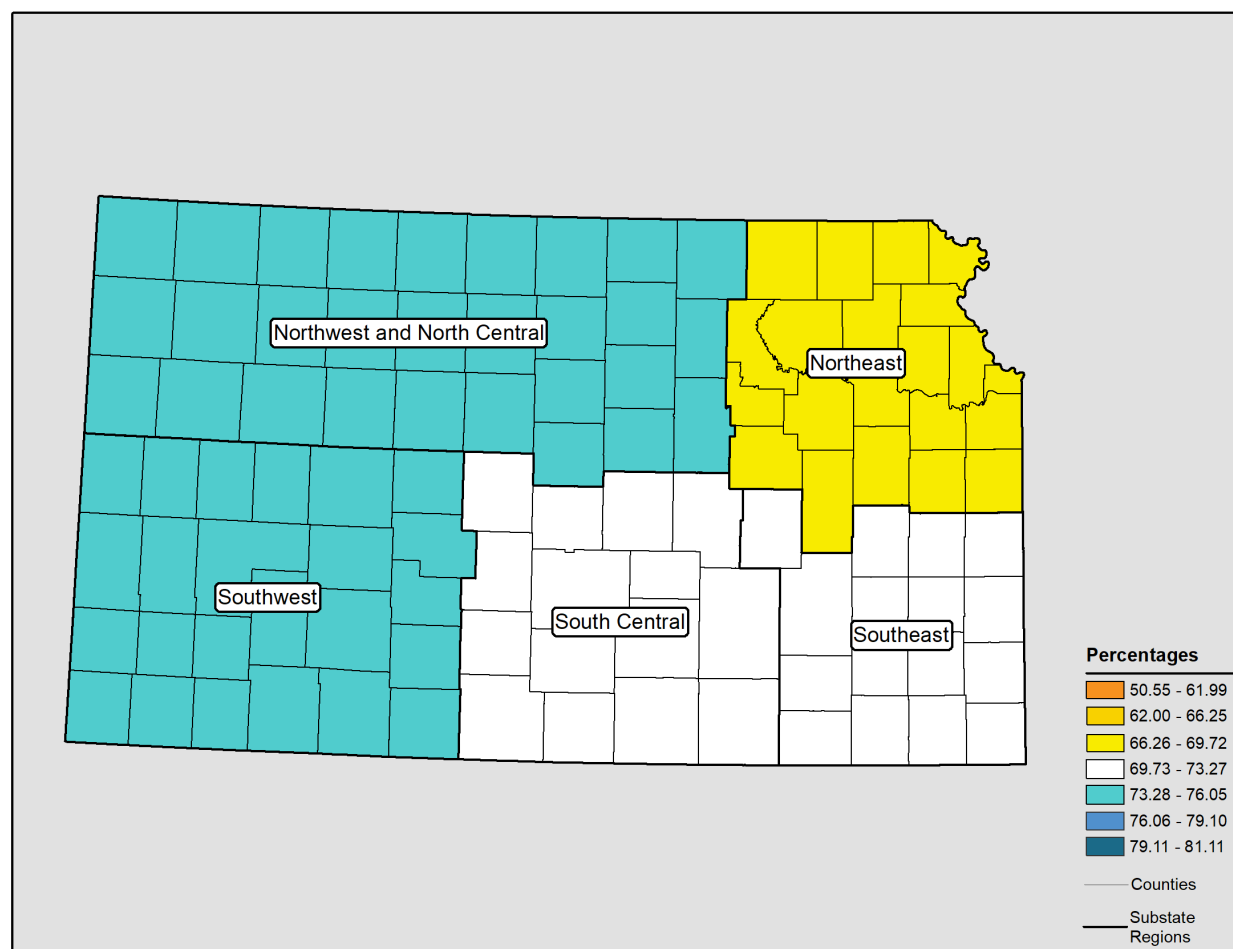 Northwest and North Central
Northeast
Southwest
South Central
Southeast
Percentages
50.55 - 61.99
62.00 - 66.25
66.26 - 69.72
69.73 - 73.27
73.28 - 76.05
76.06 - 79.10
79.11 - 81.11
Counties
Substate
Regions